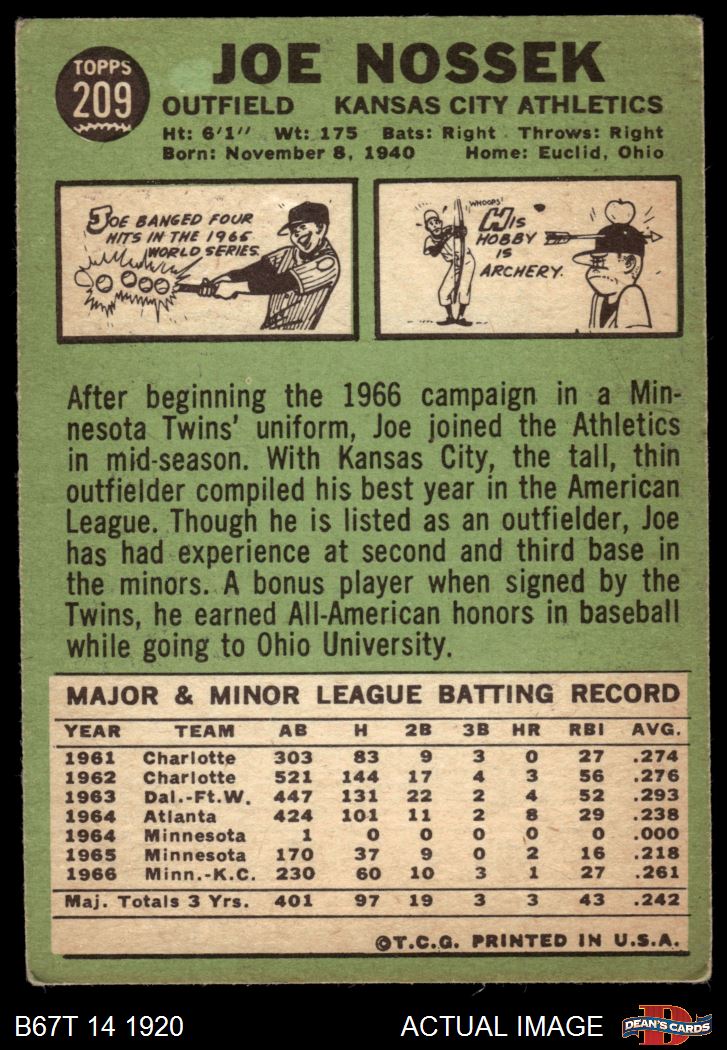 TOPPS
209
JOE NOSSEK
OUTFIELD KANSAS CITY ATHLETICS
Ht: 6'1" Wt: 175 Bats: Right Throws: Right
Born: November 8, 1940 Home: Euclid, Ohio
JOE BANGED FOUR
HITS IN THE 1965
WORLD SERIES.
WHOOPS!
HIS
HOBBY
IS
ARCHERY.
After beginning the 1966 campaign in a Min-
nesota Twins' uniform, Joe joined the Athletics
in mid-season. With Kansas City, the tall, thin
outfielder compiled his best year in the American
League. Though he is listed as an outfielder, Joe
has had experience at second and third base in
the minors. A bonus player when signed by the
Twins, he earned All-American honors in baseball
while going to Ohio University.
MAJOR & MINOR LEAGUE BATTING RECORD
YEAR TEAM AB H 2B 3B HR RBI AVG.
1961 Charlotte 303 83 9 3 0 27 .274
1962 Charlotte 521 144 17 4 3 56 .276
1963 Dal.-Ft.W. 447 131 22 2 4 52 .293
1964 Atlanta 424 101 11 2 8 29 .238
1964 Minnesota 1 0 0 0 0 0 .000
1965 Minnesota 170 37 9 0 2 16 .218
1966 Minn.-K.C. 230 60 10 3 1 27 .261
Maj. Totals 3 Yrs. 401 97 19 3 3 43 .242
©T.C.G. PRINTED IN U.S.A.
B67T 14 1920 ACTUAL IMAGE
D
DEAN'S CARDS